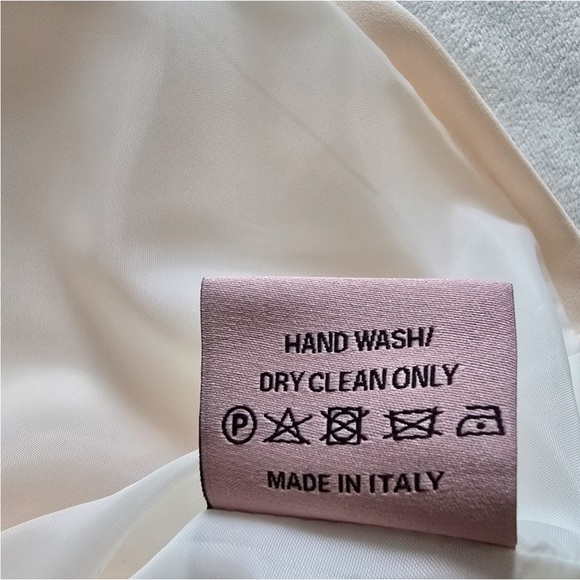 HAND WASH/
DRY CLEAN ONLY
P
MADE IN ITALY